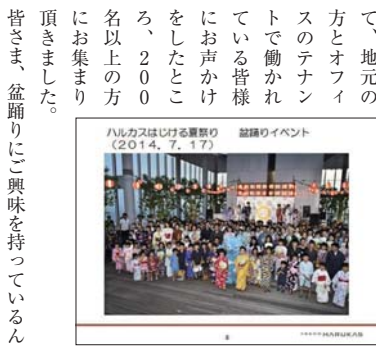 て、地元の
方とオフィ
スのテナン
トで働かれ
ている皆様
にお声かけ
をしたとこ
ろ、200
名以上の方
にお集まり
頂きました。
皆さま、盆踊りにご興味を持っているん
ハルカスはじける夏祭り 盆踊りイベント
(2014.7.17)
8
HARUKAS